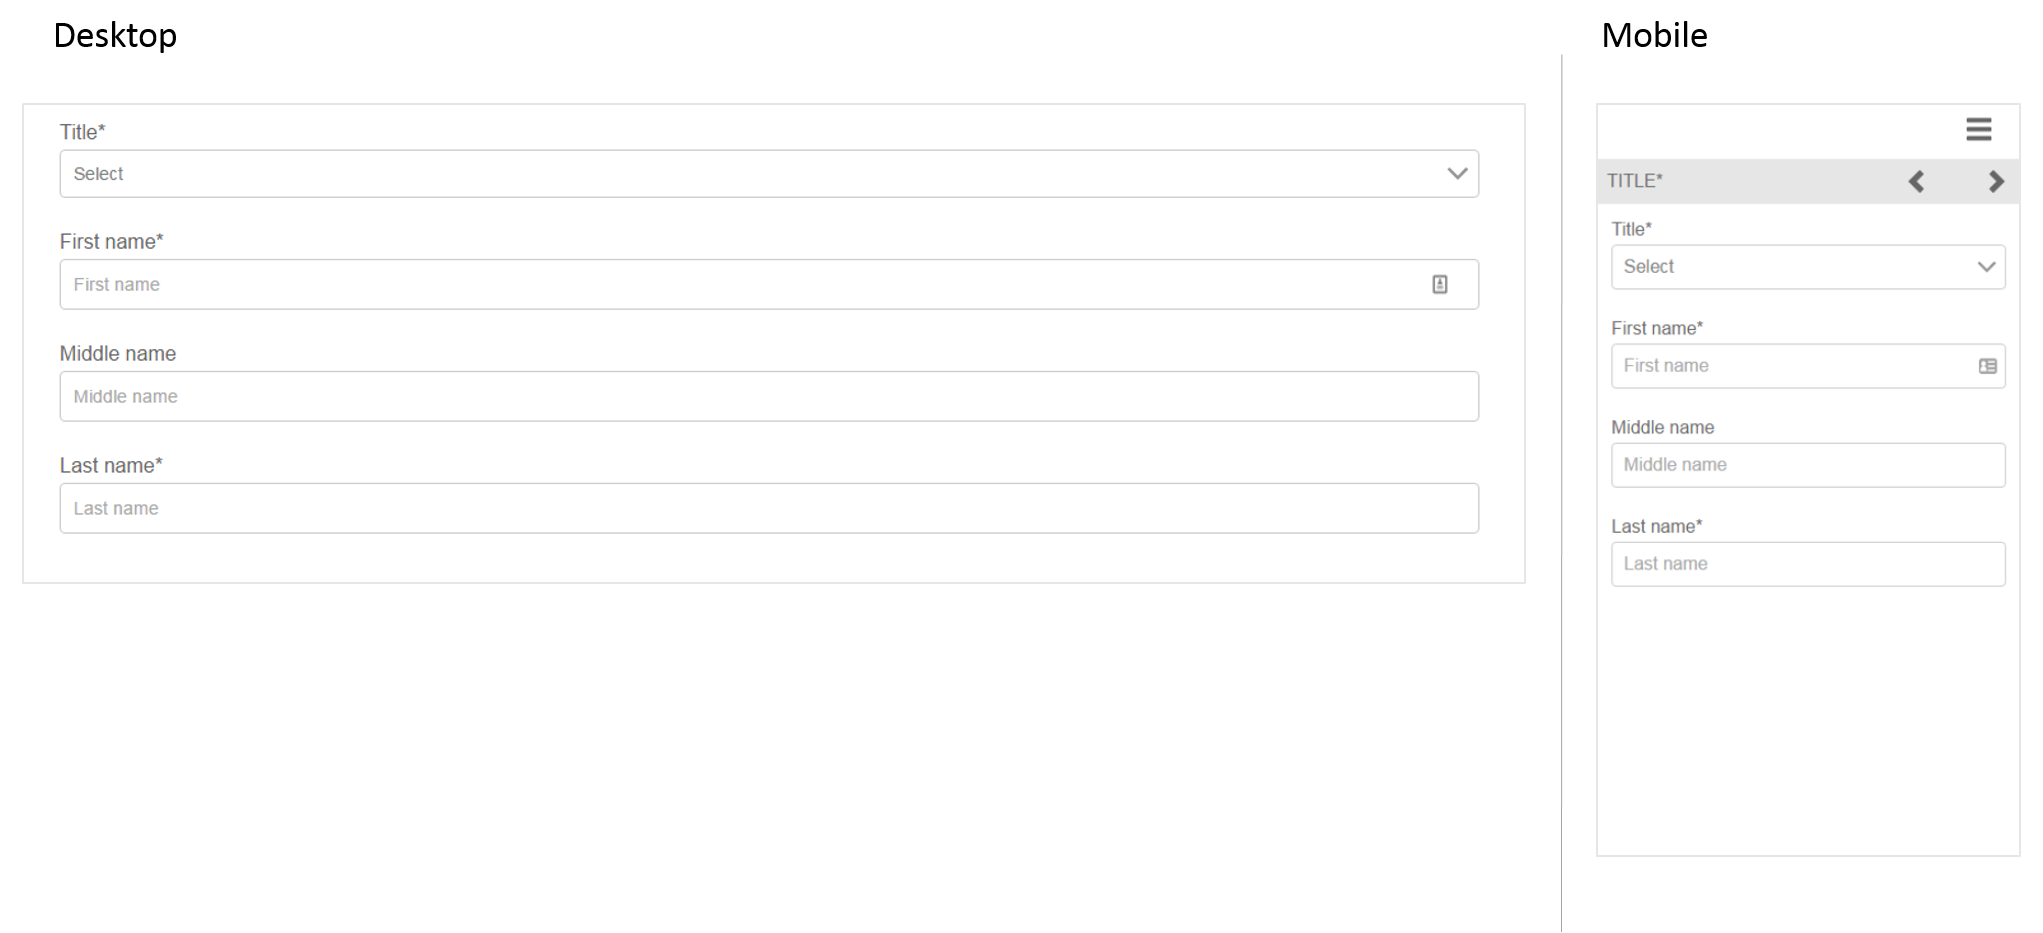 Desktop
Title*
Select
First name*
First name
Middle name
Middle name
Last name*
Last name
Mobile
TITLE*
Title*
Select
First name*
First name
Middle name
Middle name
Last name*
Last name